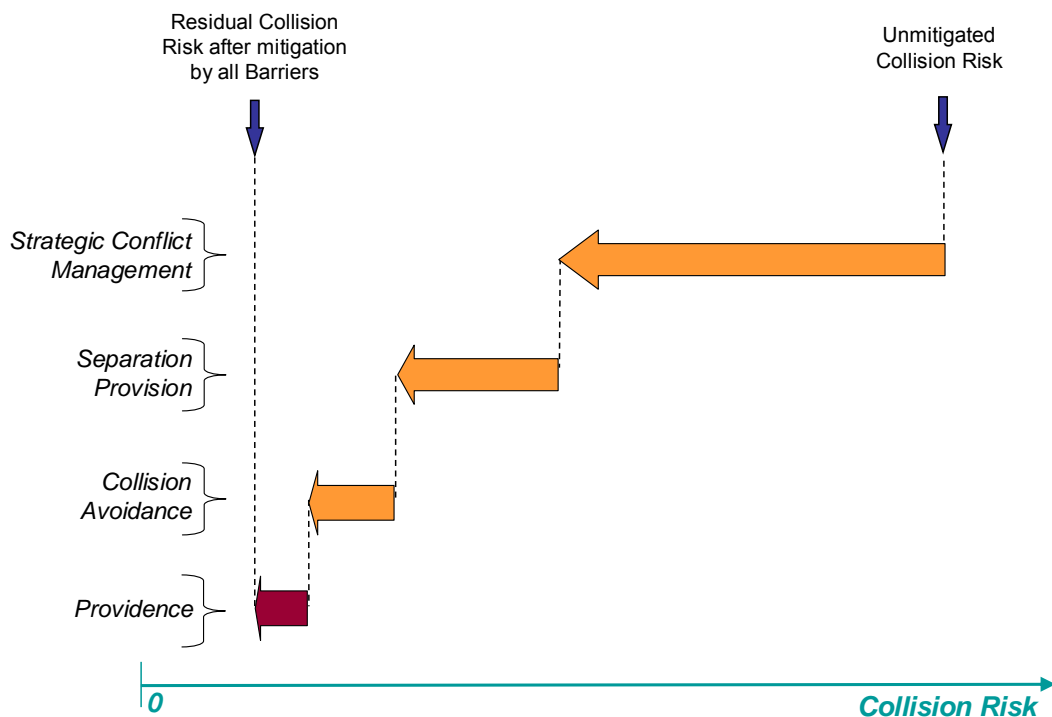 Residual Collision
Risk after mitigation
by all Barriers
Unmitigated
Collision Risk
Strategic Conflict
Management
Separation
Provision
Collision
Avoidance
Providence
0
Collision Risk